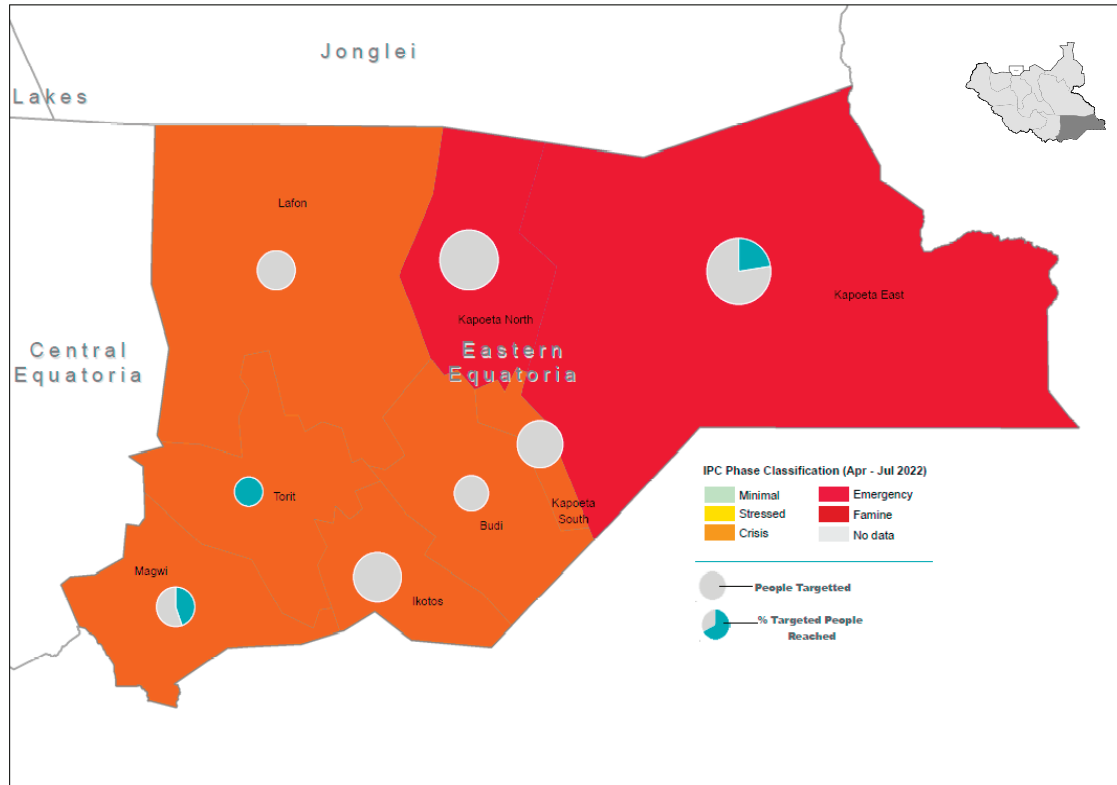 Jonglei
Lakes
Lafon
Kapoeta North
Kapoeta East
Central
Equatoria
Eastern
Equatoria
Torit
Budi
Kapoeta
South
Magwi
Ikotos
IPC Phase Classification (Apr - Jul 2022)
Minimal
Emergency
Stressed
Famine
Crisis
No data
People Targetted
% Targeted People
Reached